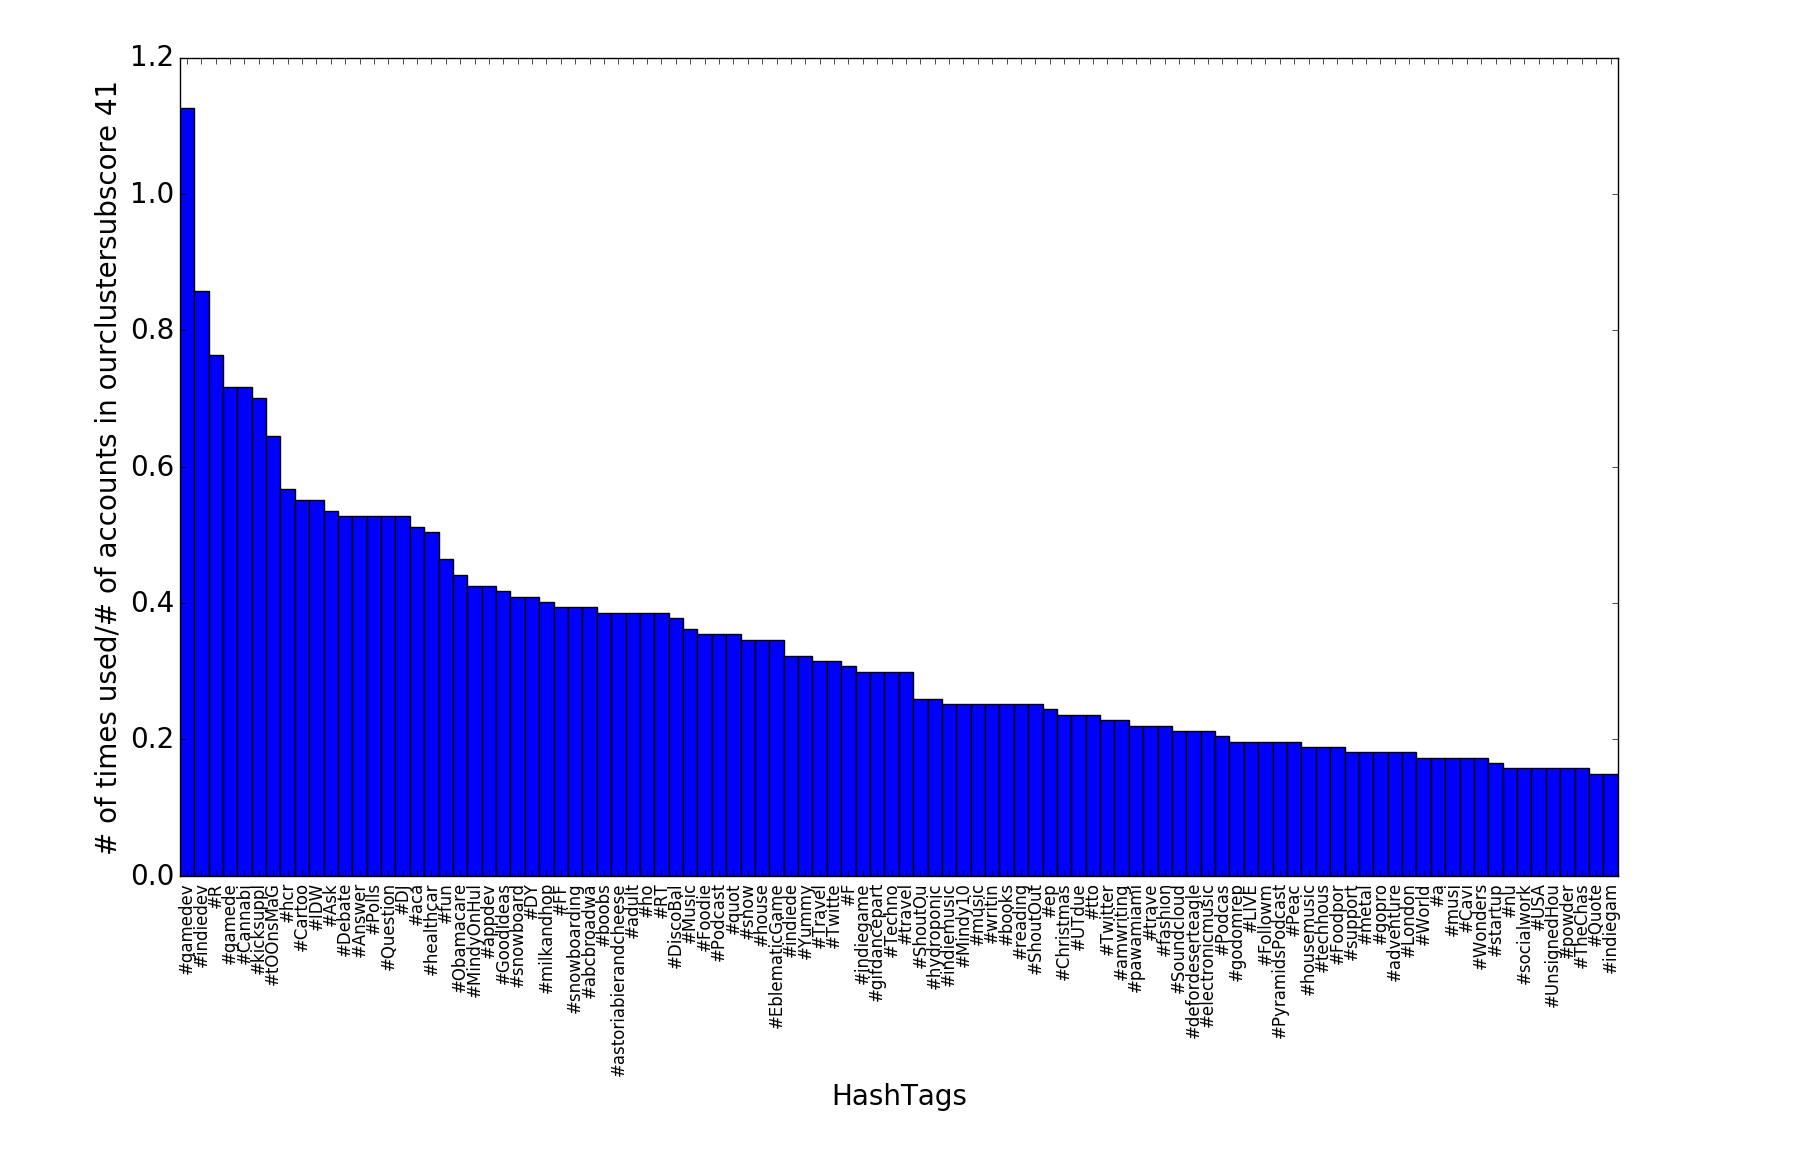 # of times used/# of accounts in ourclustersubscore 41
1.2
1.0
0.8
0.6
0.4
0.2
0.0
#gamedev
#indiedev
#R
#gamede
#Cannabi
#kicksuppl
#tOOnsMaG
#hcr
#Cartoo
#IDW
#Ask
#Debate
#Answer
#Polls
#Question
#DJ
#aca
#healthcar
#fun
#Obamacare
#MindyOnHul
#appdev
#GoodIdeas
#snowboard
#DY
#milkandhop
#FF
#snowboarding
#abcbroadwa
#boobs
#astoriabierandcheese
#adult
#ho
#RT
#DiscoBal
#Music
#Foodie
#Podcast
#quot
#snow
#house
#EblematicGame
#indiede
#Yummy
#Travel
#Twitte
#F
#indiegame
#gifdancepart
#Techno
#travel
#ShoutOu
#hydroponic
#indiemusic
#Mindy10
#music
#writin
#books
#reading
#ShoutOut
#ep
#Christmas
#UTdue
#tto
#Twitter
#amwriting
#pawnmiami
#trave
#fashion
#Soundcloud
#defordeserteagle
#electronicmusic
#Podcas
#godomrep
#LIVE
#Followm
#PyramidsPodcast
#Peac
#housemusic
#techhous
#Foodpor
#support
#metal
#gopro
#adventure
#London
#World
#a
#musi
#Cavi
#Wonders
#startup
#nlu
#socialwork
#USA
#UnsignedHou
#powder
#TheChas
#Quote
#indiegam
HashTags